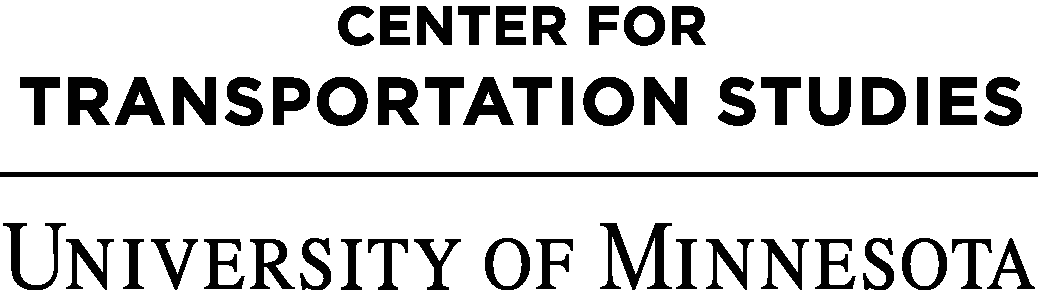 CENTER FOR
TRANSPORTATION STUDIES
UNIVERSITY OF MINNESOTA